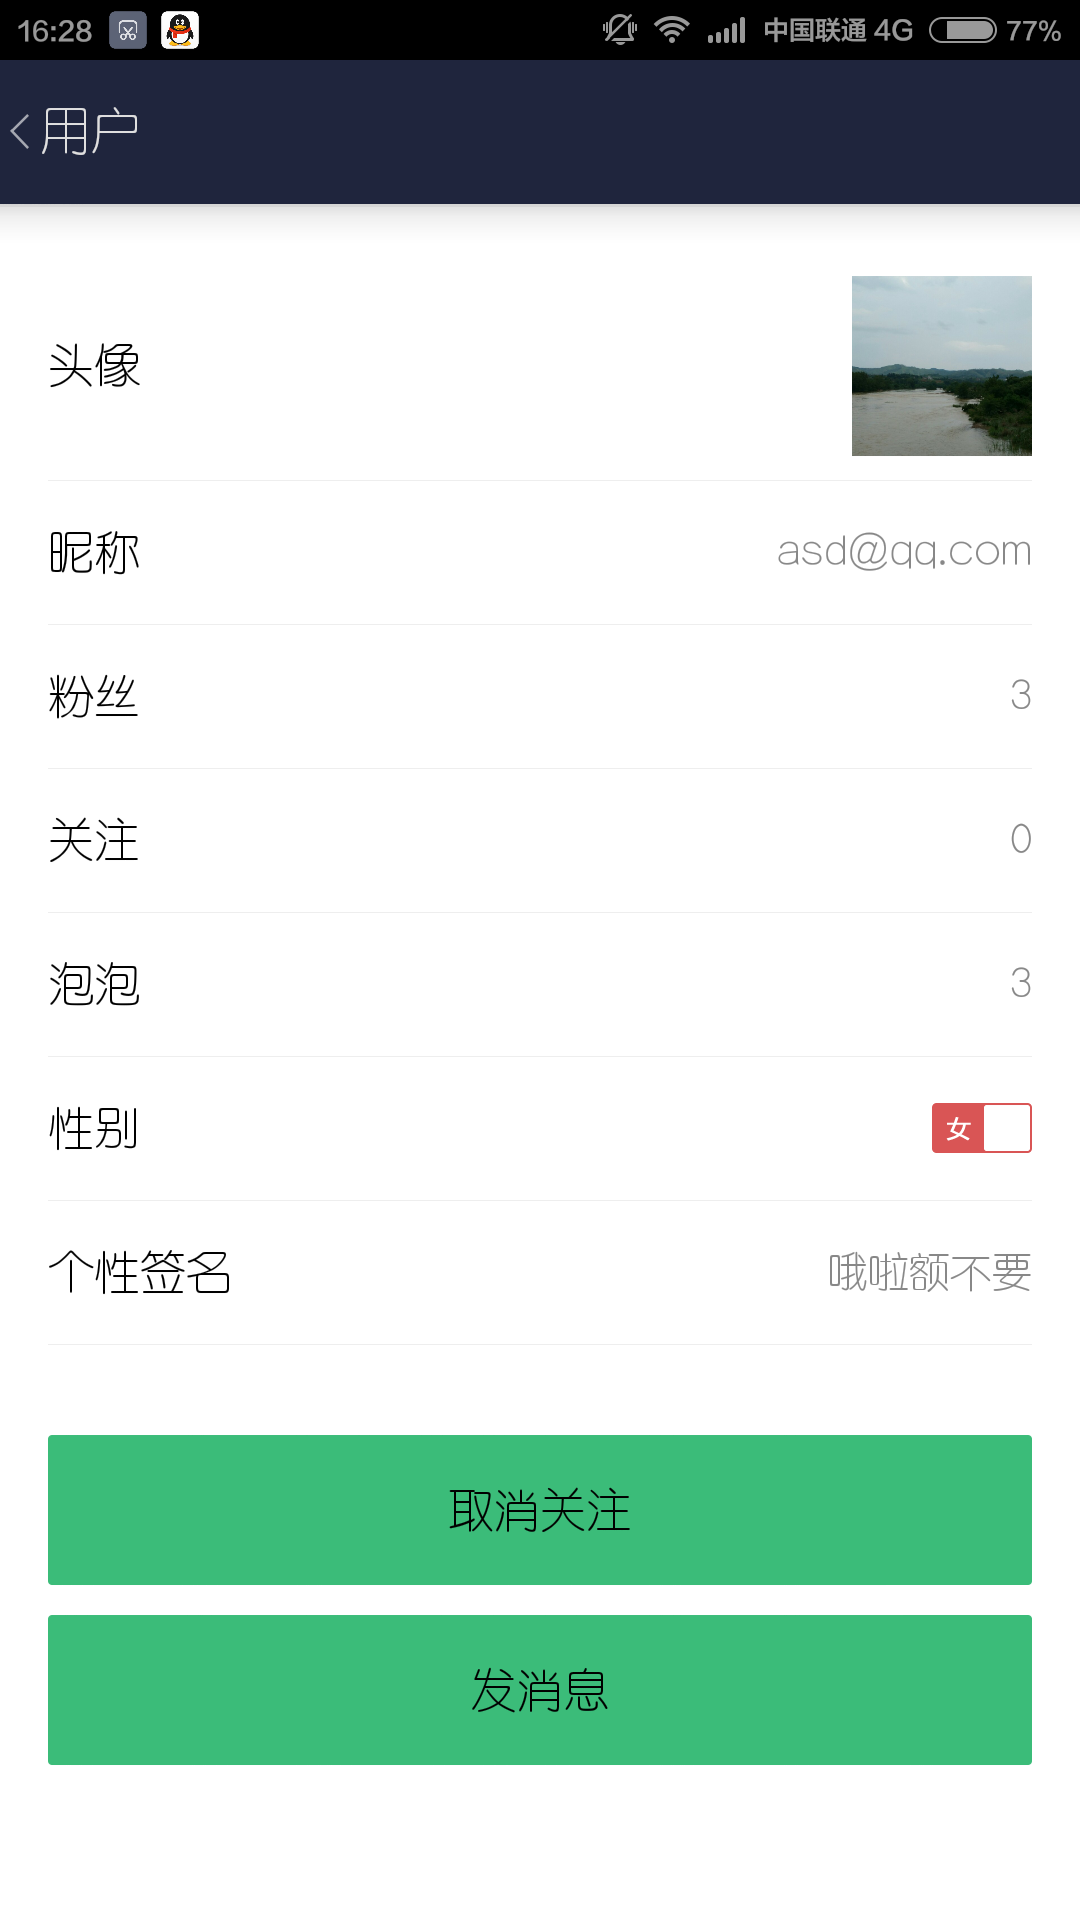 16:28 中国联通 4G 77%
用户
头像
昵称 asd@qq.com
粉丝 3
关注 0
泡泡 3
性别 女
个性签名 哦啦额不要
取消关注
发消息